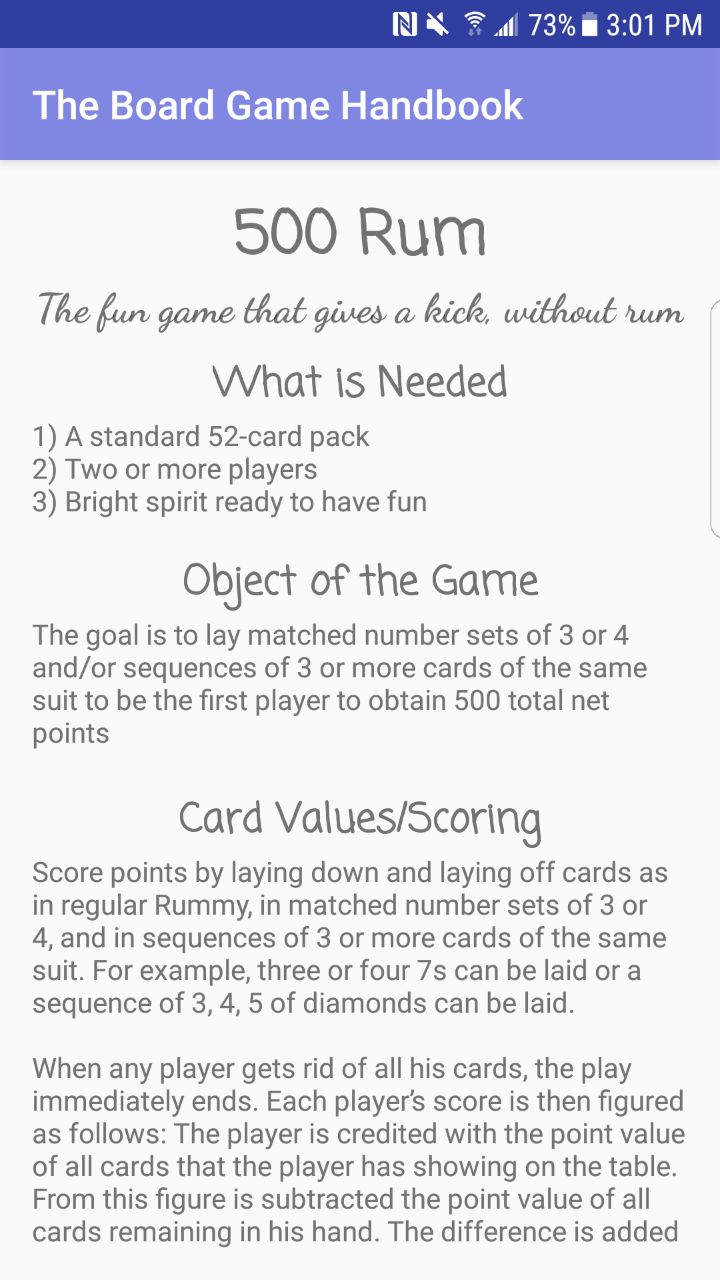 73% 3:01 PM
The Board Game Handbook
500 Rum
The fun game that gives a kick, without rum
What is Needed
1) A standard 52-card pack
2) Two or more players
3) Bright spirit ready to have fun
Object of the Game
The goal is to lay matched number sets of 3 or 4
and/or sequences of 3 or more cards of the same
suit to be the first player to obtain 500 total net
points
Card Values/Scoring
Score points by laying down and laying off cards as
in regular Rummy, in matched number sets of 3 or
4, and in sequences of 3 or more cards of the same
suit. For example, three or four 7s can be laid or a
sequence of 3, 4, 5 of diamonds can be laid.
When any player gets rid of all his cards, the play
immediately ends. Each player's score is then figured
as follows: The player is credited with the point value
of all cards that the player has showing on the table.
From this figure is subtracted the point value of all
cards remaining in his hand. The difference is added